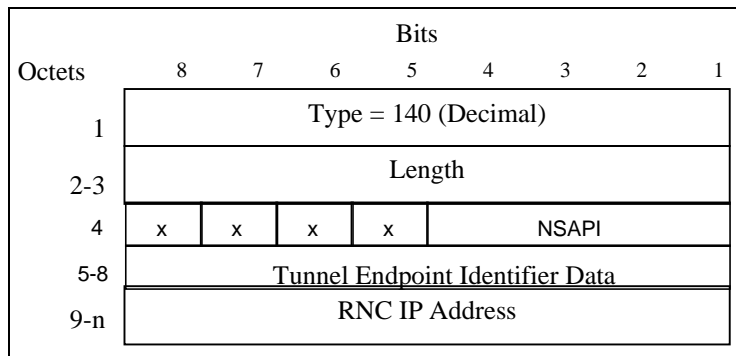 Bits
Octets 8 7 6 5 4 3 2 1
1 Type = 140 (Decimal)
2-3 Length
4 x x x x NSAPI
5-8 Tunnel Endpoint Identifier Data
9-n RNC IP Address